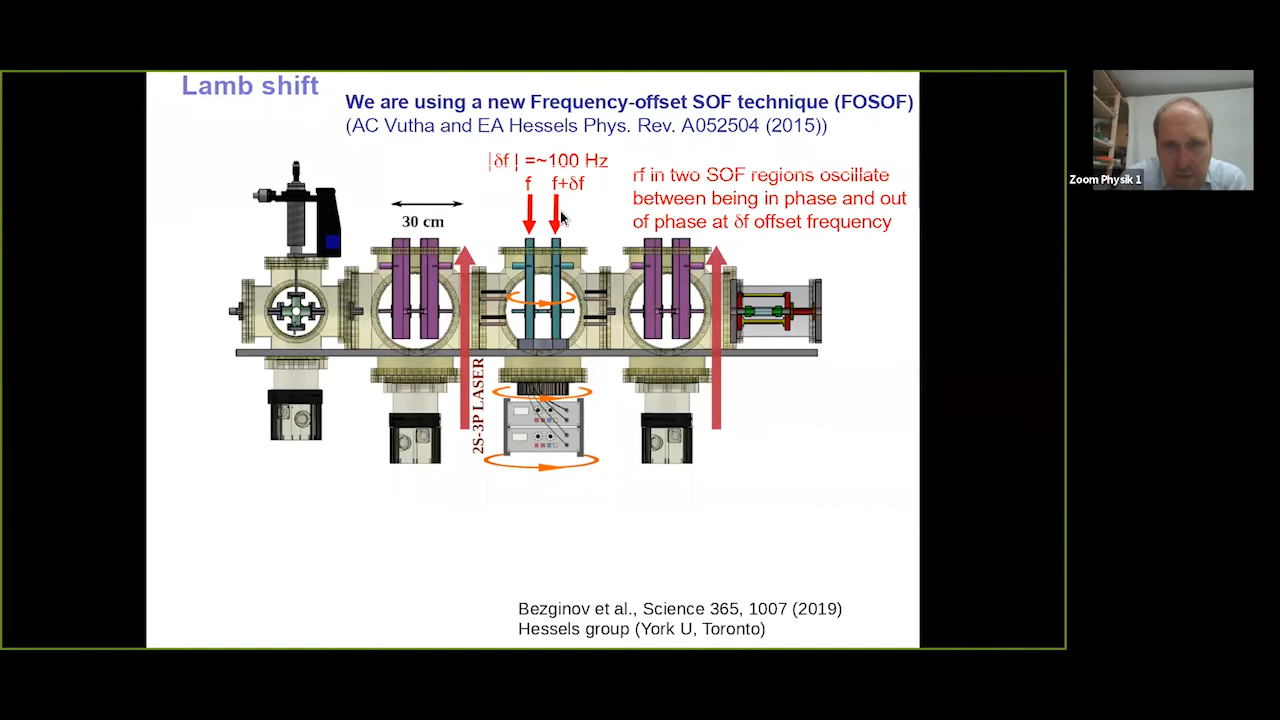 Lamb shift
We are using a new Frequency-offset SOF technique (FOSOF)
(AC Vutha and EA Hessels Phys. Rev. A052504 (2015))
|δf | =~100 Hz
f f+δf
rf in two SOF regions oscillate
between being in phase and out
of phase at δf offset frequency
30 cm
2S-3P LASER
Bezginov et al., Science 365, 1007 (2019)
Hessels group (York U, Toronto)
Zoom Physik 1